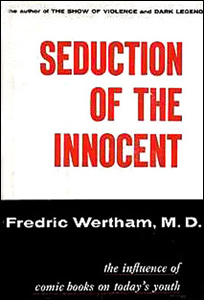 the author of THE SHOW OF VIOLENCE and DARK LEGEND
SEDUCTION
OF THE
INNOCENT
Fredric Wertham, M. D.
the influence of
comic books on today's youth